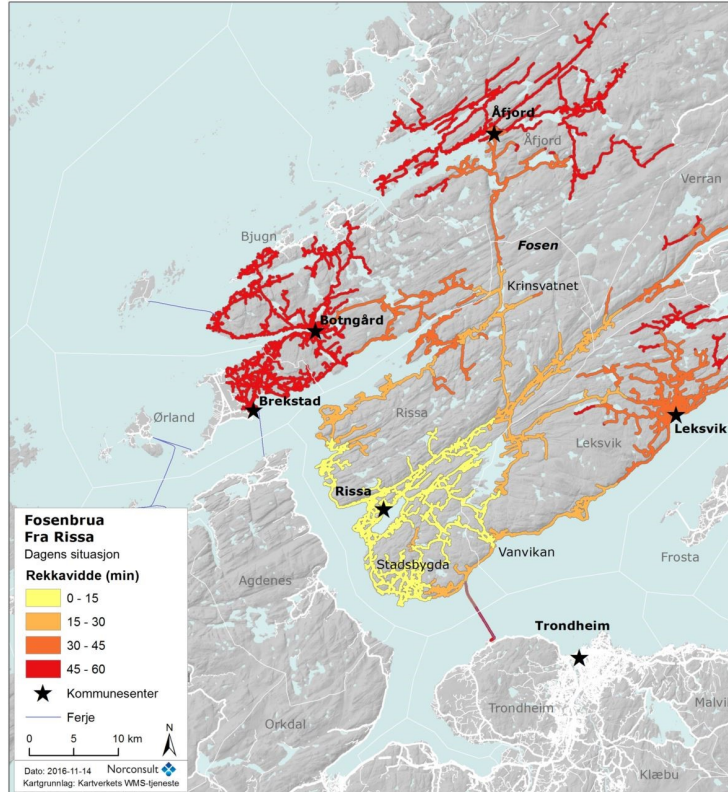 Åfjord
Åfjord
Verran
Bjugn
Fosen
Krinsvatnet
Botngård
Brekstad
Ørland
Rissa
Leksvik
Leksvik
Rissa
Vanvikan
Stadsbygda
Frosta
Agdenes
Trondheim
Trondheim
Malvi
Orkdal
Klæbu
Fosenbrua
Fra Rissa
Dagens situasjon
Rekkavidde (min)
0 - 15
15 - 30
30 - 45
45 - 60
Kommunesenter
Ferje
N
0 5 10 km
Dato: 2016-11-14 Norconsult
Kartgrunnlag: Kartverkets WMS-tjeneste